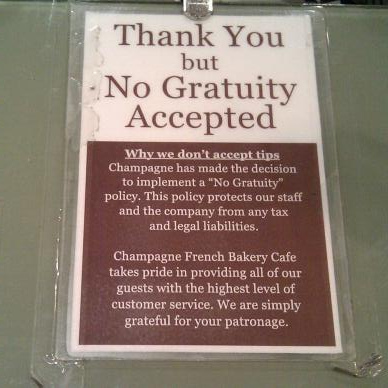 Thank You
but
No Gratuity
Accepted
Why we don't accept tips
Champagne has made the decision
to implement a "No Gratuity"
policy. This policy protects our staff
and the company from any tax
and legal liabilities.
Champagne French Bakery Cafe
takes pride in providing all of our
guests with the highest level of
customer service. We are simply
grateful for your patronage.